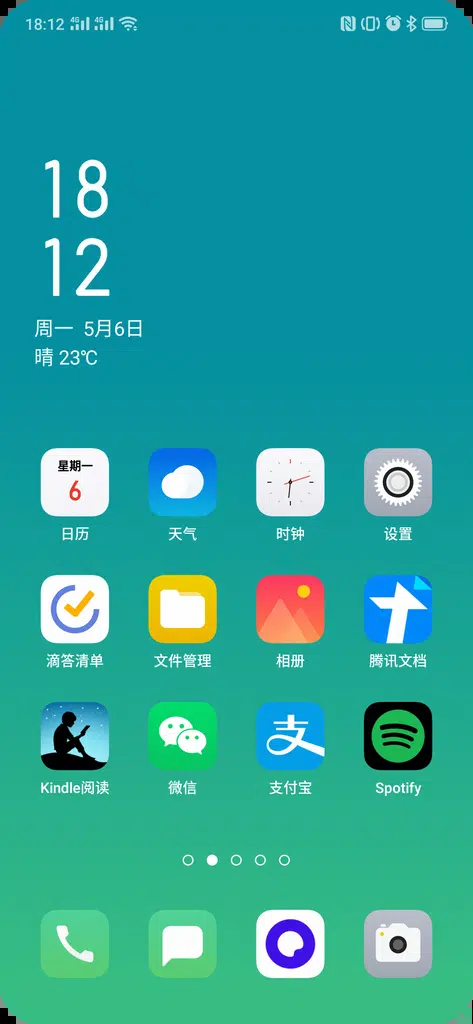 18:12 4G 4G
18
12
周一 5月6日
晴 23℃
星期一
6
日历 天气 时钟 设置
滴答清单 文件管理 相册 腾讯文档
支
Kindle阅读 微信 支付宝 Spotify